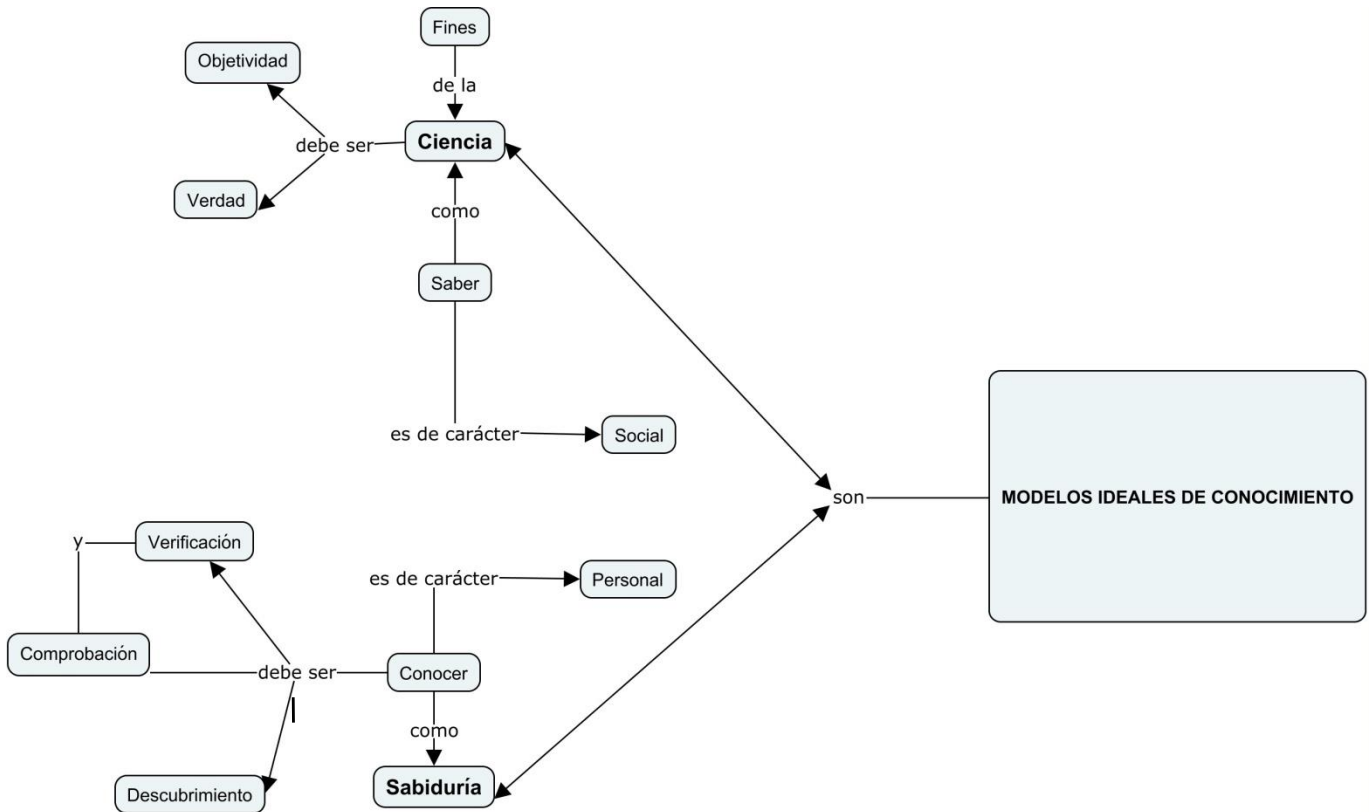 Fines
Objetividad
de la
debe ser
Ciencia
Verdad
como
Saber
es de carácter
Social
son
MODELOS IDEALES DE CONOCIMIENTO
y
Verificación
es de carácter
Personal
Comprobación
debe ser
Conocer
como
Descubrimiento
Sabiduría